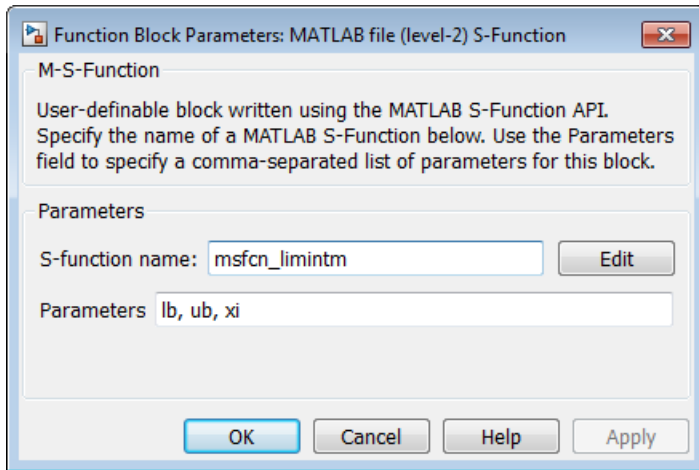 Function Block Parameters: MATLAB file (level-2) S-Function
M-S-Function
User-definable block written using the MATLAB S-Function API.
Specify the name of a MATLAB S-Function below. Use the Parameters
field to specify a comma-separated list of parameters for this block.
Parameters
S-function name: msfcn_limintm Edit
Parameters lb, ub, xi
OK Cancel Help Apply